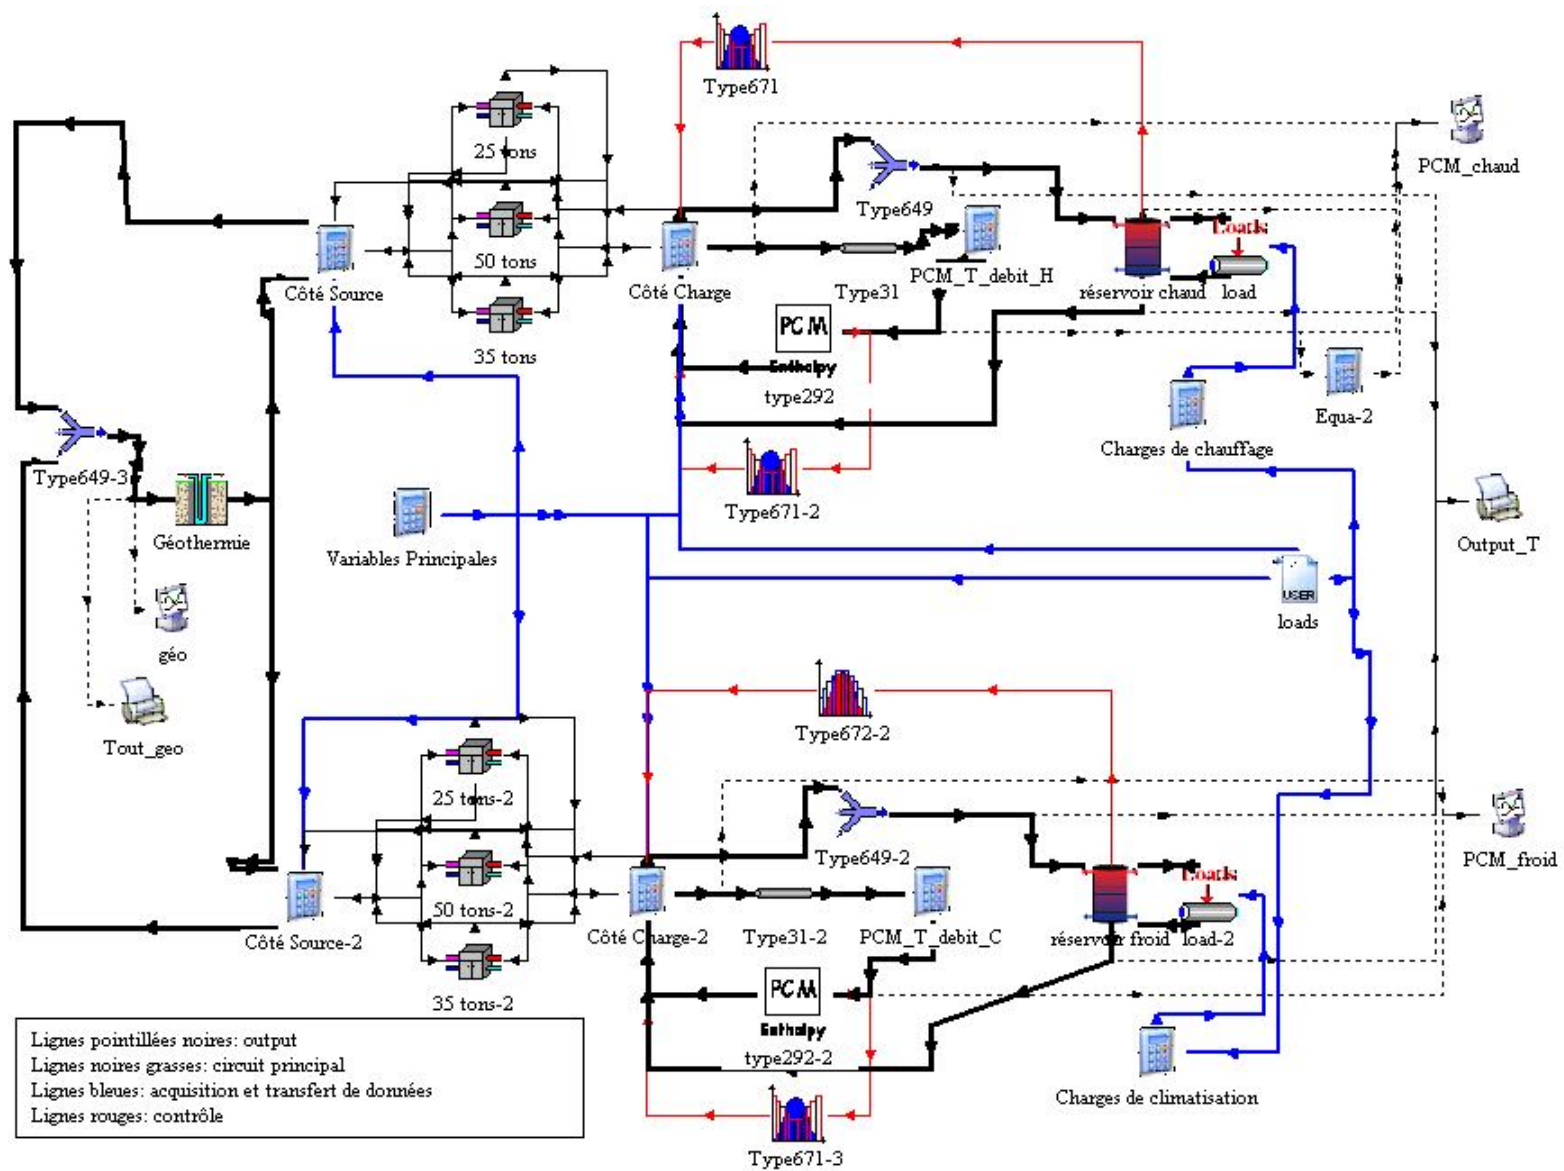 Type671
PCM_chaud
25 tons
Type649
50 tons
Côté Source
Côté Charge
Type31
PCM_T_debit_H
Loads
réservoir chaud
load
35 tons
PCM
Enthalpy
type292
Equa-2
Charges de chauffage
Type649-3
Type671-2
Géothermie
Variables Principales
Output_T
USER
loads
géo
Tout_geo
Type672-2
25 tons-2
Type649-2
PCM_froid
Loads
50 tons-2
Côté Source-2
Côté Charge-2
Type31-2
PCM_T_debit_C
réservoir froid
load-2
35 tons-2
PCM
Enthalpy
type292-2
Charges de climatisation
Type671-3
Lignes pointillées noires: output
Lignes noires grasses: circuit principal
Lignes bleues: acquisition et transfert de données
Lignes rouges: contrôle